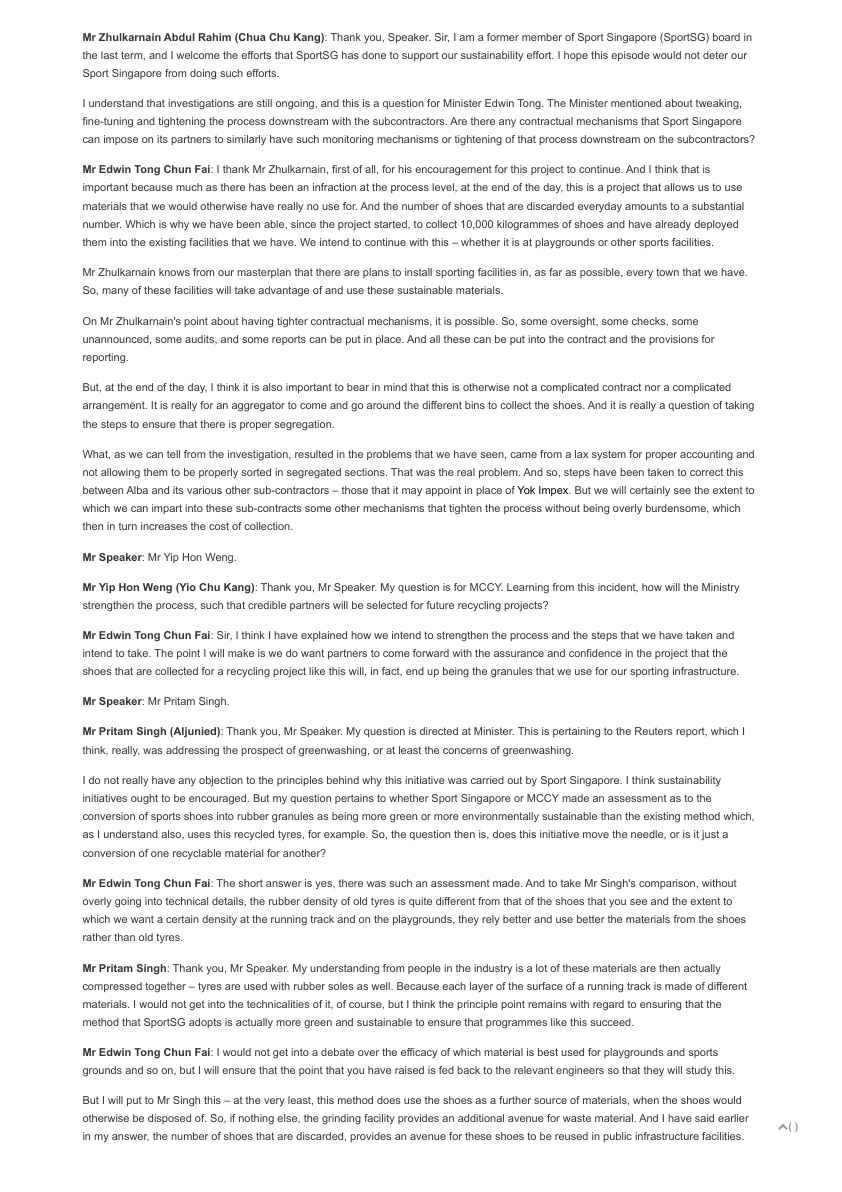 Mr Zhulkarnain Abdul Rahim (Chua Chu Kang): Thank you, Speaker. Sir, I am a former member of Sport Singapore (SportSG) board in
the last term, and I welcome the efforts that SportSG has done to support our sustainability effort. I hope this episode would not deter our
Sport Singapore from doing such efforts.
I understand that investigations are still ongoing, and this is a question for Minister Edwin Tong. The Minister mentioned about tweaking,
fine-tuning and tightening the process downstream with the subcontractors. Are there any contractual mechanisms that Sport Singapore
can impose on its partners to similarly have such monitoring mechanisms or tightening of that process downstream on the subcontractors?
Mr Edwin Tong Chun Fai: I thank Mr Zhulkarnain, first of all, for his encouragement for this project to continue. And I think that is
important because much as there has been an infraction at the process level, at the end of the day, this is a project that allows us to use
materials that we would otherwise have really no use for. And the number of shoes that are discarded everyday amounts to a substantial
number. Which is why we have been able, since the project started, to collect 10,000 kilogrammes of shoes and have already deployed
them into the existing facilities that we have. We intend to continue with this – whether it is at playgrounds or other sports facilities.
Mr Zhulkarnain knows from our masterplan that there are plans to install sporting facilities in, as far as possible, every town that we have.
So, many of these facilities will take advantage of and use these sustainable materials.
On Mr Zhulkarnain's point about having tighter contractual mechanisms, it is possible. So, some oversight, some checks, some
unannounced, some audits, and some reports can be put in place. And all these can be put into the contract and the provisions for
reporting.
But, at the end of the day, I think it is also important to bear in mind that this is otherwise not a complicated contract nor a complicated
arrangement. It is really for an aggregator to come and go around the different bins to collect the shoes. And it is really a question of taking
the steps to ensure that there is proper segregation.
What, as we can tell from the investigation, resulted in the problems that we have seen, came from a lax system for proper accounting and
not allowing them to be properly sorted in segregated sections. That was the real problem. And so, steps have been taken to correct this
between Alba and its various other sub-contractors – those that it may appoint in place of Yok Impex. But we will certainly see the extent to
which we can impart into these sub-contracts some other mechanisms that tighten the process without being overly burdensome, which
then in turn increases the cost of collection.
Mr Speaker: Mr Yip Hon Weng.
Mr Yip Hon Weng (Yio Chu Kang): Thank you, Mr Speaker. My question is for MCCY. Learning from this incident, how will the Ministry
strengthen the process, such that credible partners will be selected for future recycling projects?
Mr Edwin Tong Chun Fai: Sir, I think I have explained how we intend to strengthen the process and the steps that we have taken and
intend to take. The point I will make is we do want partners to come forward with the assurance and confidence in the project that the
shoes that are collected for a recycling project like this will, in fact, end up being the granules that we use for our sporting infrastructure.
Mr Speaker: Mr Pritam Singh.
Mr Pritam Singh (Aljunied): Thank you, Mr Speaker. My question is directed at Minister. This is pertaining to the Reuters report, which I
think, really, was addressing the prospect of greenwashing, or at least the concerns of greenwashing.
I do not really have any objection to the principles behind why this initiative was carried out by Sport Singapore. I think sustainability
initiatives ought to be encouraged. But my question pertains to whether Sport Singapore or MCCY made an assessment as to the
conversion of sports shoes into rubber granules as being more green or more environmentally sustainable than the existing method which,
as I understand also, uses this recycled tyres, for example. So, the question then is, does this initiative move the needle, or is it just a
conversion of one recyclable material for another?
Mr Edwin Tong Chun Fai: The short answer is yes, there was such an assessment made. And to take Mr Singh's comparison, without
overly going into technical details, the rubber density of old tyres is quite different from that of the shoes that you see and the extent to
which we want a certain density at the running track and on the playgrounds, they rely better and use better the materials from the shoes
rather than old tyres.
Mr Pritam Singh: Thank you, Mr Speaker. My understanding from people in the industry is a lot of these materials are then actually
compressed together – tyres are used with rubber soles as well. Because each layer of the surface of a running track is made of different
materials. I would not get into the technicalities of it, of course, but I think the principle point remains with regard to ensuring that the
method that SportSG adopts is actually more green and sustainable to ensure that programmes like this succeed.
Mr Edwin Tong Chun Fai: I would not get into a debate over the efficacy of which material is best used for playgrounds and sports
grounds and so on, but I will ensure that the point that you have raised is fed back to the relevant engineers so that they will study this.
But I will put to Mr Singh this – at the very least, this method does use the shoes as a further source of materials, when the shoes would
otherwise be disposed of. So, if nothing else, the grinding facility provides an additional avenue for waste material. And I have said earlier
in my answer, the number of shoes that are discarded, provides an avenue for these shoes to be reused in public infrastructure facilities.
( )